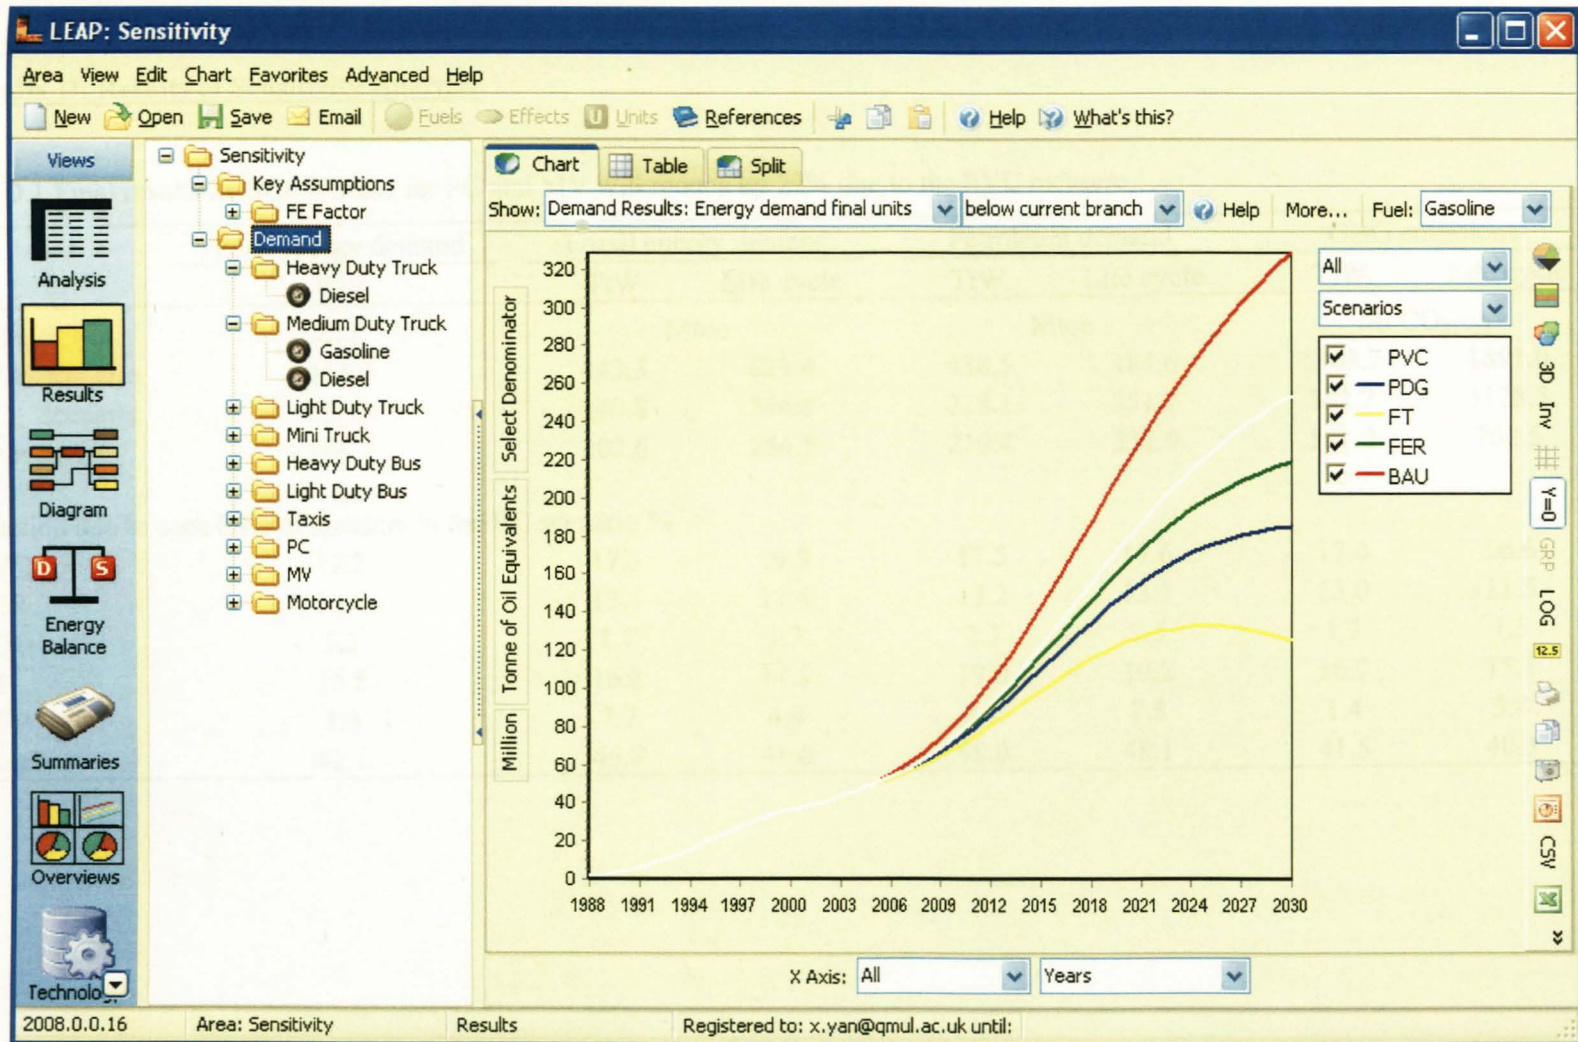 LEAP: Sensitivity
Area View Edit Chart Favorites Advanced Help
New Open Save Email Fuels Effects Units References Help What's this?
Views
Analysis
Results
Diagram
Energy
Balance
Summaries
Overviews
Technology
Sensitivity
Key Assumptions
FE Factor
Demand
Heavy Duty Truck
Diesel
Medium Duty Truck
Gasoline
Diesel
Light Duty Truck
Mini Truck
Heavy Duty Bus
Light Duty Bus
Taxis
PC
MV
Motorcycle
Chart Table Split
Show: Demand Results: Energy demand final units below current branch Help More... Fuel: Gasoline
Select Denominator
Tonne of Oil Equivalents
Million
320
300
280
260
240
220
200
180
160
140
120
100
80
60
40
20
0
1988 1991 1994 1997 2000 2003 2006 2009 2012 2015 2018 2021 2024 2027 2030
All
Scenarios
PVC
PDG
FT
FER
BAU
3D
Inv
Y=0
GRP
LOG
12.5
CSV
X Axis: All Years
2008.0.0.16 Area: Sensitivity Results Registered to: x.yan@qmul.ac.uk until: